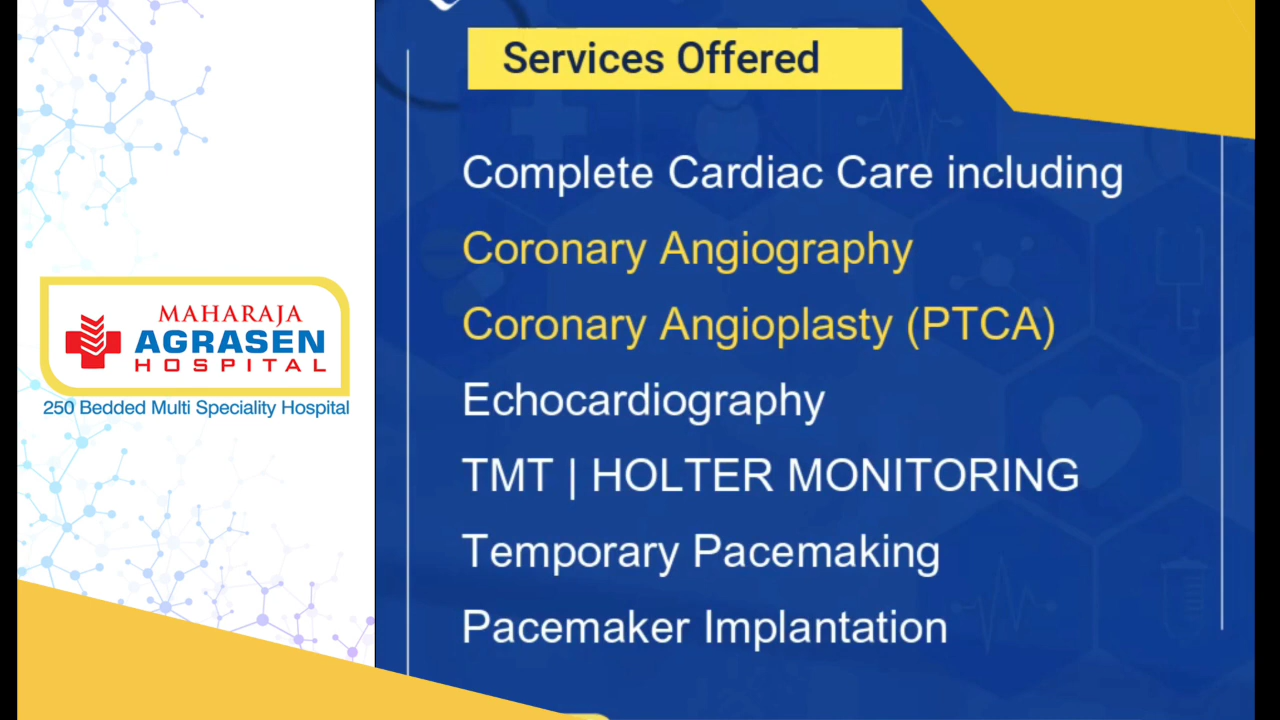 MAHARAJA
AGRASEN
HOSPITAL
250 Bedded Multi Speciality Hospital
Services Offered
Complete Cardiac Care including
Coronary Angiography
Coronary Angioplasty (PTCA)
Echocardiography
TMT | HOLTER MONITORING
Temporary Pacemaking
Pacemaker Implantation